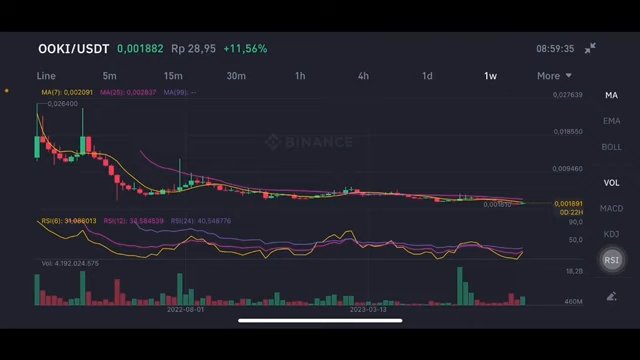 OOKI/USDT 0,001882 Rp 28,95 +11,56% 08:59:35
Line 5m 15m 30m 1h 4h 1d 1w More
MA(7): 0,002091 MA(25): 0,002837 MA(99): --
0,027639
MA
0,026400
EMA
0,018550
BINANCE
BOLL
0,009460
VOL
0,001610
0,001891
0D:22H
MACD
RSI(6): 31,066013 RSI(12): 33,584539 RSI(24): 40,548776
90,0
KDJ
50,0
RSI
Vol: 4.192.024.575
18,2B
460M
2022-08-01 2023-03-13